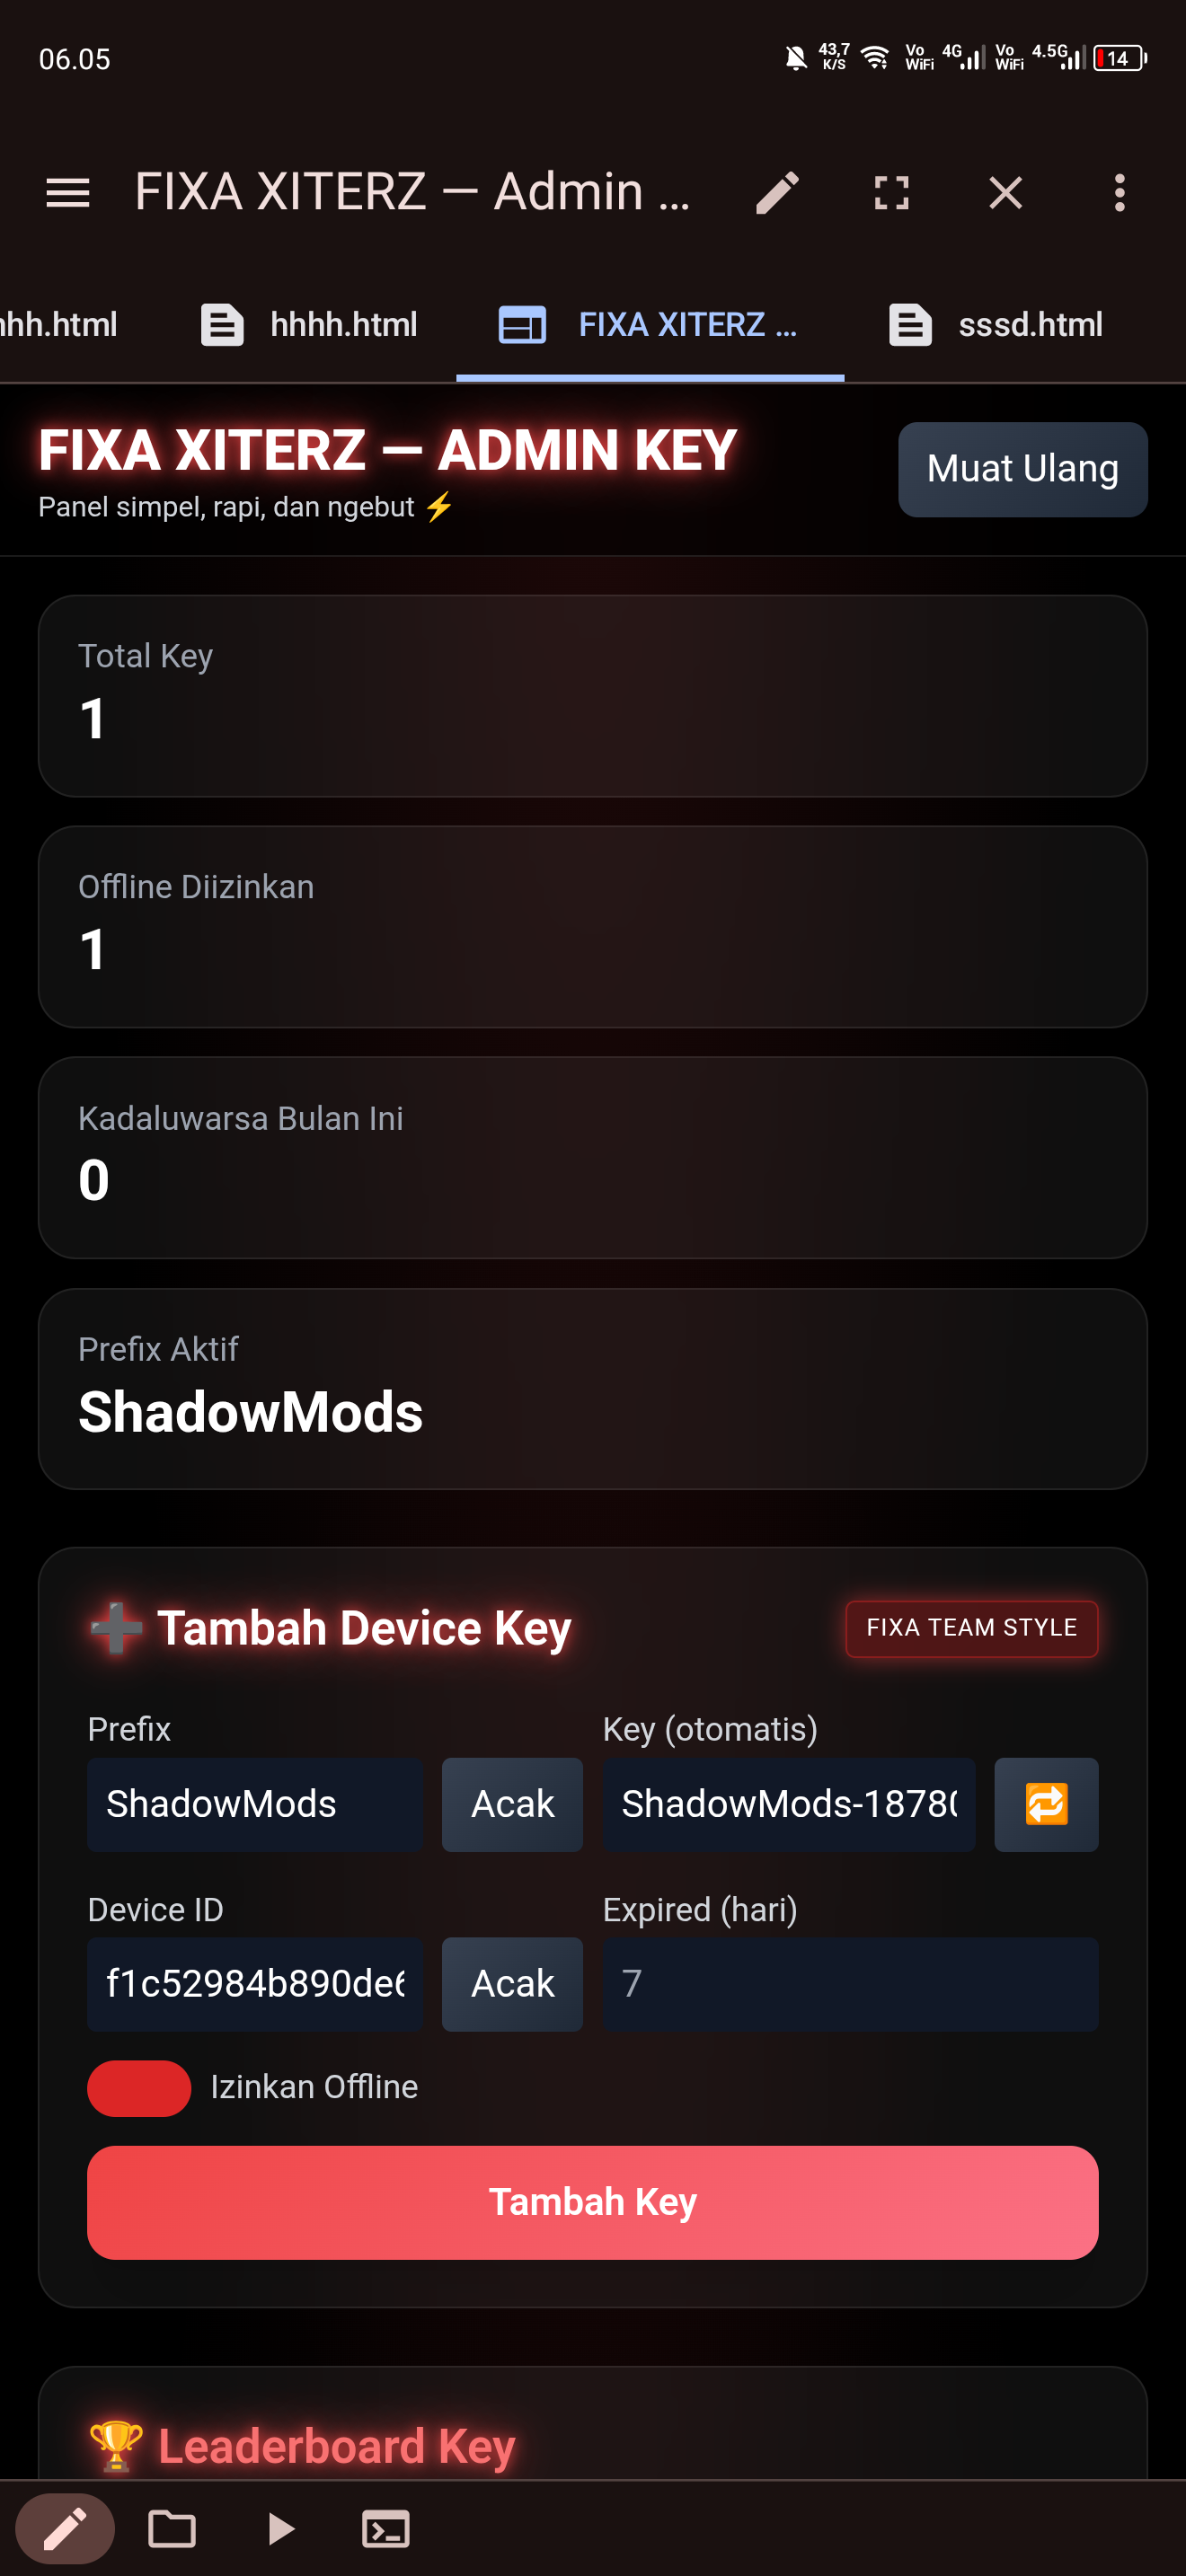 06.05
43,7 K/S Vo WiFi 4G Vo WiFi 4.5G 14
FIXA XITERZ — Admin ...
hhh.html hhhh.html FIXA XITERZ ... sssd.html
FIXA XITERZ — ADMIN KEY
Muat Ulang
Panel simpel, rapi, dan ngebut ⚡
Total Key
1
Offline Diizinkan
1
Kadaluwarsa Bulan Ini
0
Prefix Aktif
ShadowMods
➕ Tambah Device Key
FIXA TEAM STYLE
Prefix
Key (otomatis)
ShadowMods
Acak
ShadowMods-1878
Device ID
Expired (hari)
f1c52984b890de
Acak
7
Izinkan Offline
Tambah Key
🏆 Leaderboard Key